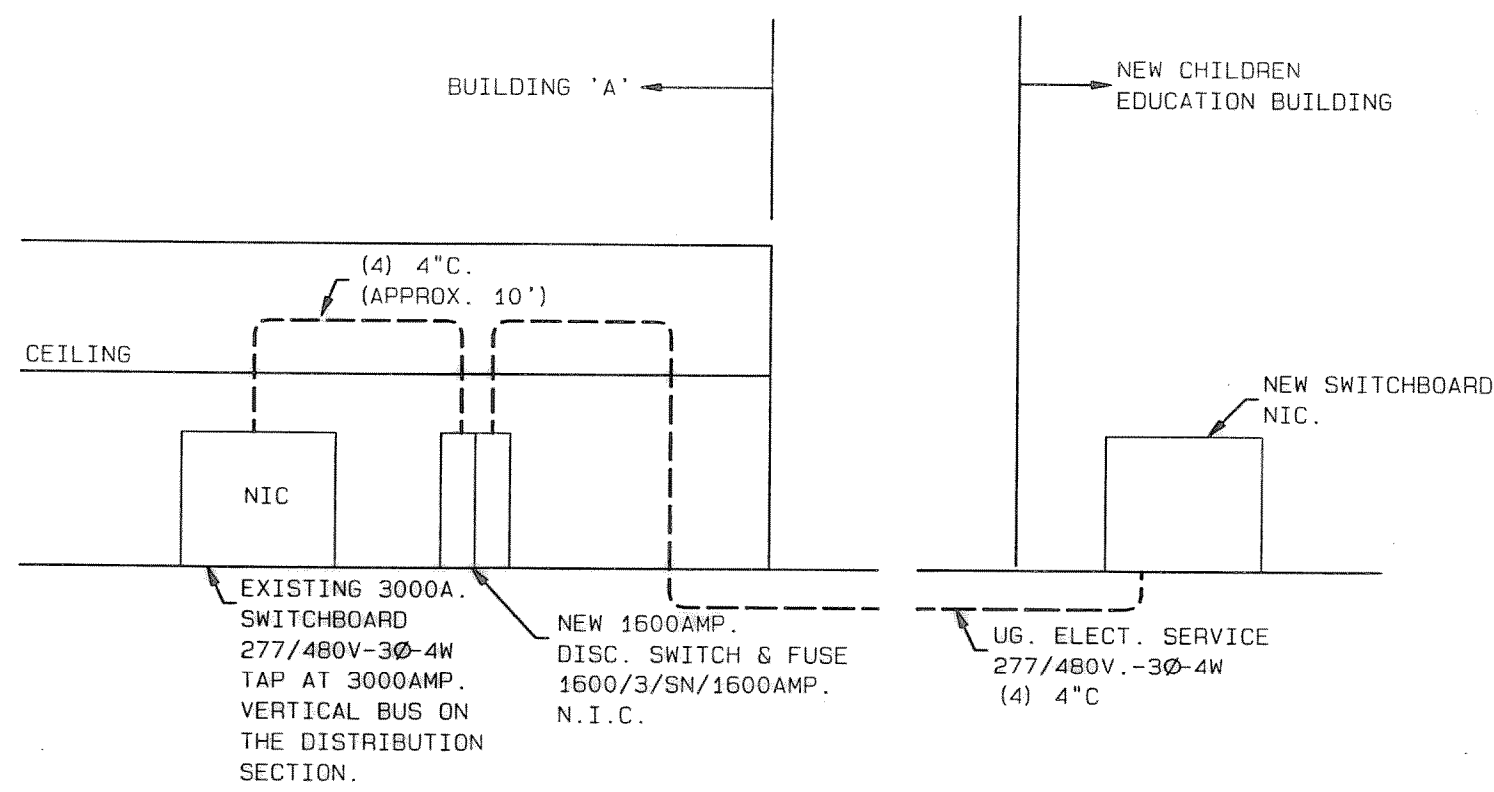 BUILDING 'A'
NEW CHILDREN
EDUCATION BUILDING
(4) 4"C.
(APPROX. 10')
CEILING
NEW SWITCHBOARD
NIC.
NIC
EXISTING 3000A.
SWITCHBOARD
277/480V-3Ø-4W
TAP AT 3000AMP.
VERTICAL BUS ON
THE DISTRIBUTION
SECTION.
NEW 1600AMP.
DISC. SWITCH & FUSE
1600/3/SN/1600AMP.
N.I.C.
UG. ELECT. SERVICE
277/480V.-3Ø-4W
(4) 4"C